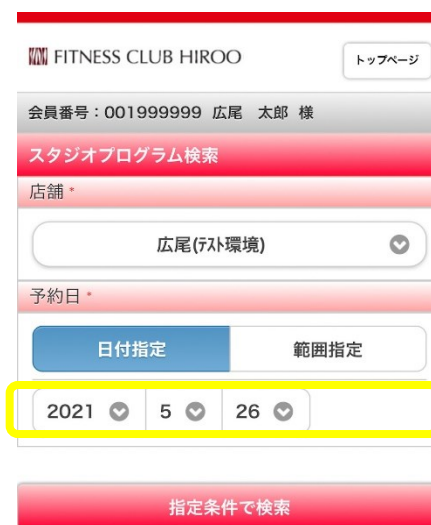 FITNESS CLUB HIROO トップページ
会員番号：001999999 広尾 太郎 様
スタジオプログラム検索
店舗 *
広尾(ﾃｽﾄ環境)
予約日 *
日付指定 範囲指定
2021 5 26
指定条件で検索